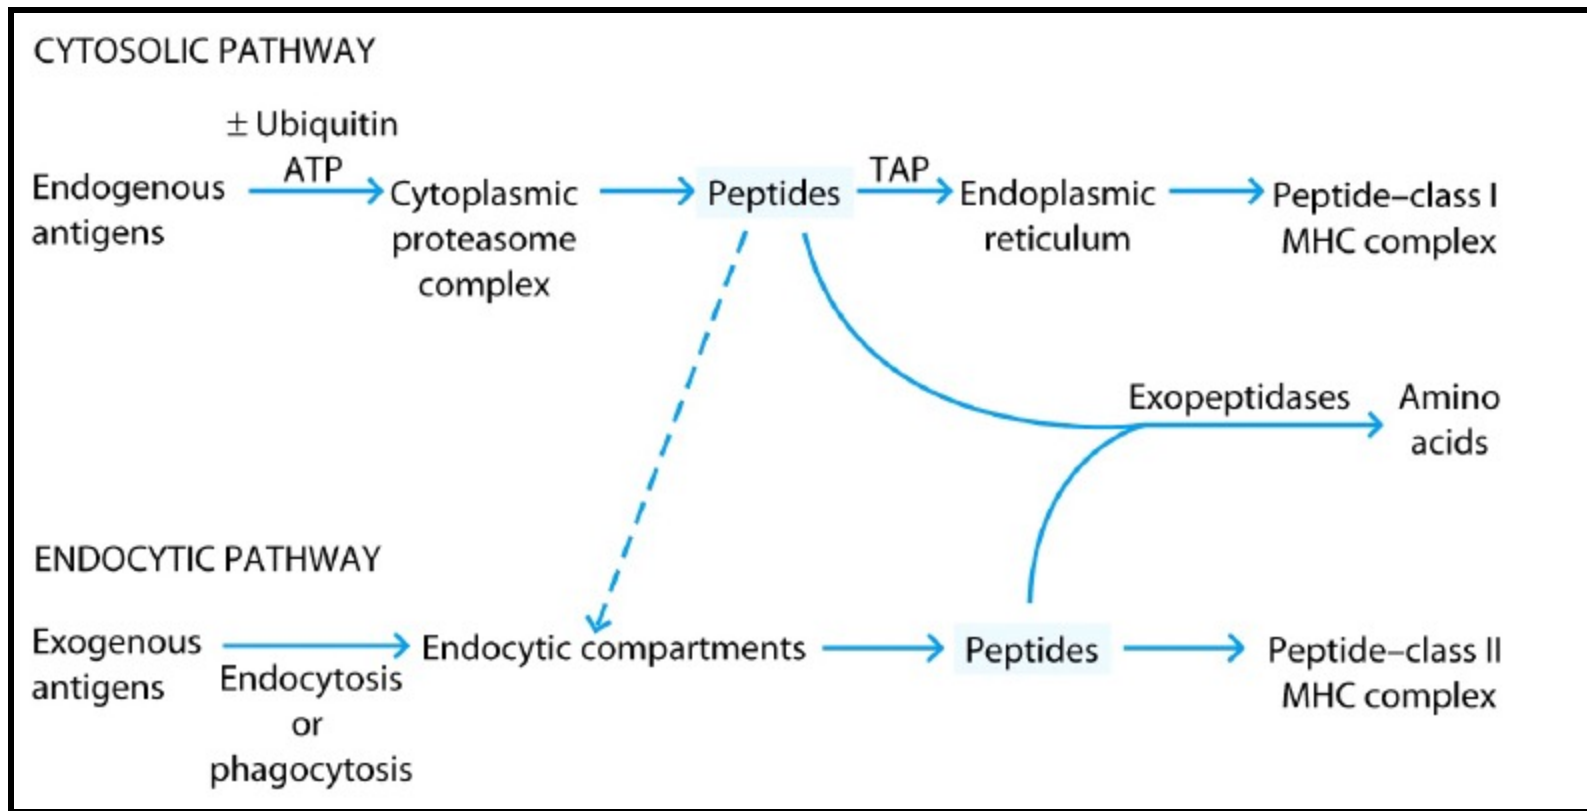 CYTOSOLIC PATHWAY
± Ubiquitin
ATP
Endogenous
antigens
Cytoplasmic
proteasome
complex
Peptides
TAP
Endoplasmic
reticulum
Peptide–class I
MHC complex
Exopeptidases
Amino
acids
ENDOCYTIC PATHWAY
Exogenous
antigens
Endocytosis
or
phagocytosis
Endocytic compartments
Peptides
Peptide–class II
MHC complex